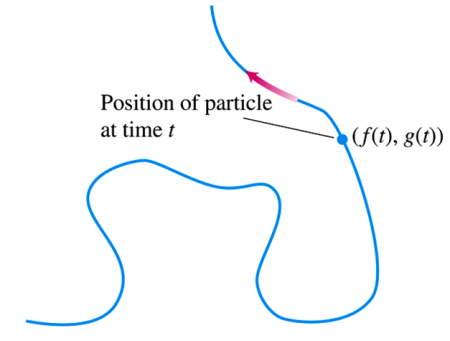 Position of particle
at time t
(f(t), g(t))